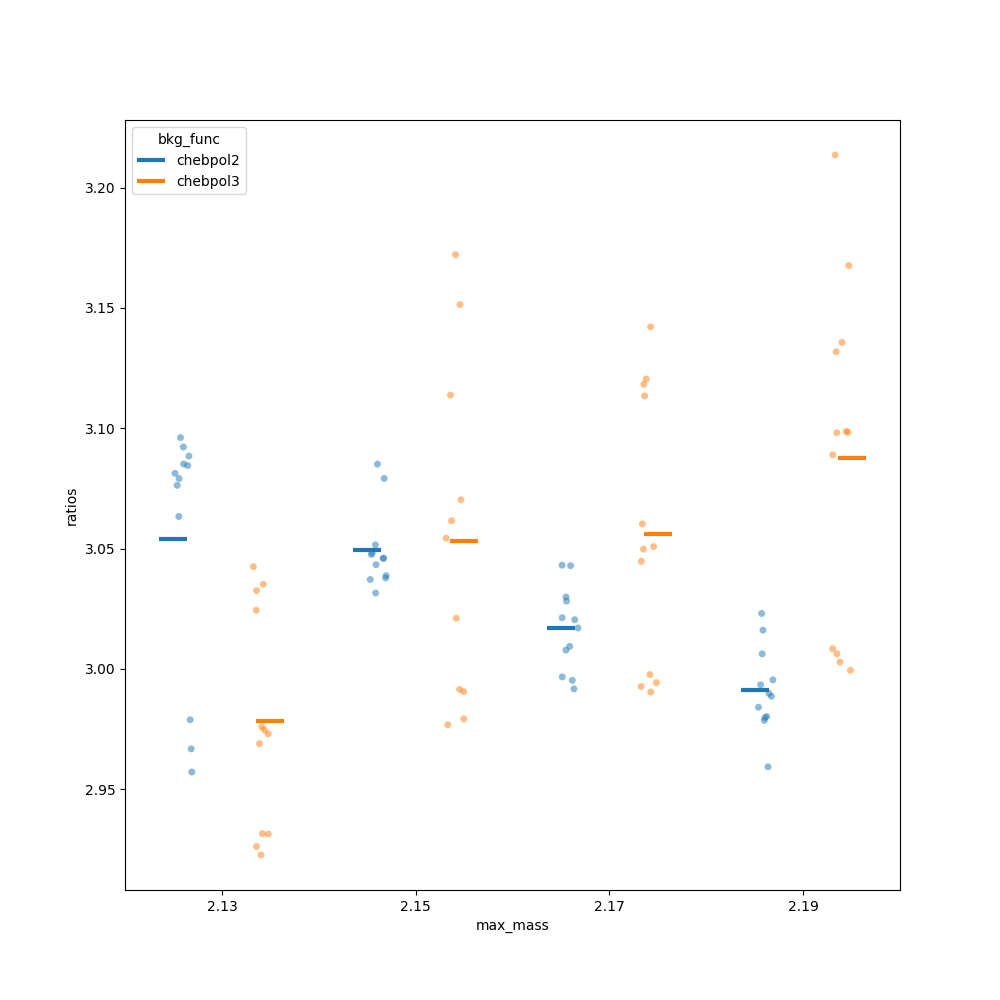 bkg_func
chebpol2
chebpol3
3.20
3.15
3.10
3.05
3.00
2.95
ratios
2.13
2.15
2.17
2.19
max_mass